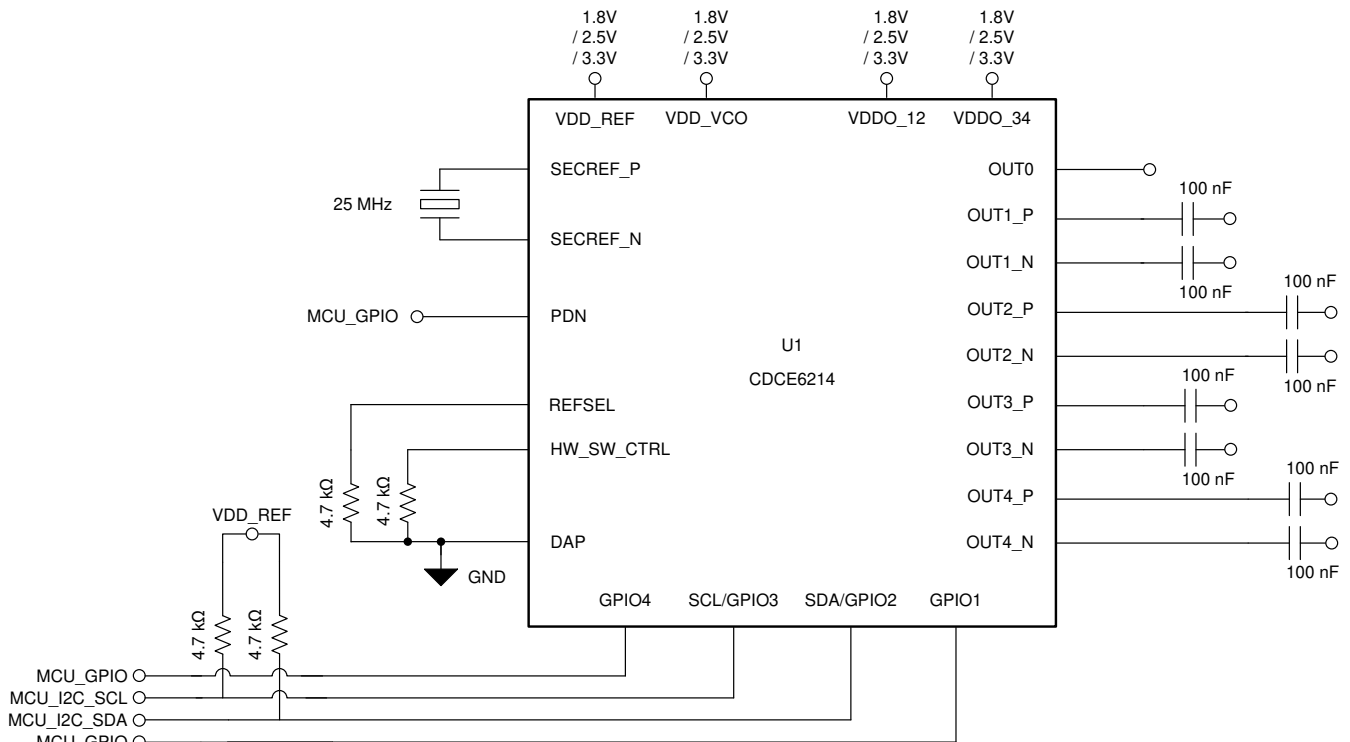 1.8V
/ 2.5V
/ 3.3V
1.8V
/ 2.5V
/ 3.3V
1.8V
/ 2.5V
/ 3.3V
1.8V
/ 2.5V
/ 3.3V
VDD_REF
VDD_VCO
VDDO_12
VDDO_34
SECREF_P
25 MHz
SECREF_N
MCU_GPIO
PDN
REFSEL
HW_SW_CTRL
4.7 kΩ
4.7 kΩ
DAP
GND
VDD_REF
4.7 kΩ
4.7 kΩ
U1
CDCE6214
OUT0
OUT1_P
100 nF
OUT1_N
100 nF
OUT2_P
100 nF
OUT2_N
100 nF
OUT3_P
100 nF
OUT3_N
100 nF
OUT4_P
100 nF
OUT4_N
100 nF
GPIO4
SCL/GPIO3
SDA/GPIO2
GPIO1
MCU_GPIO
MCU_I2C_SCL
MCU_I2C_SDA
MCU_GPIO